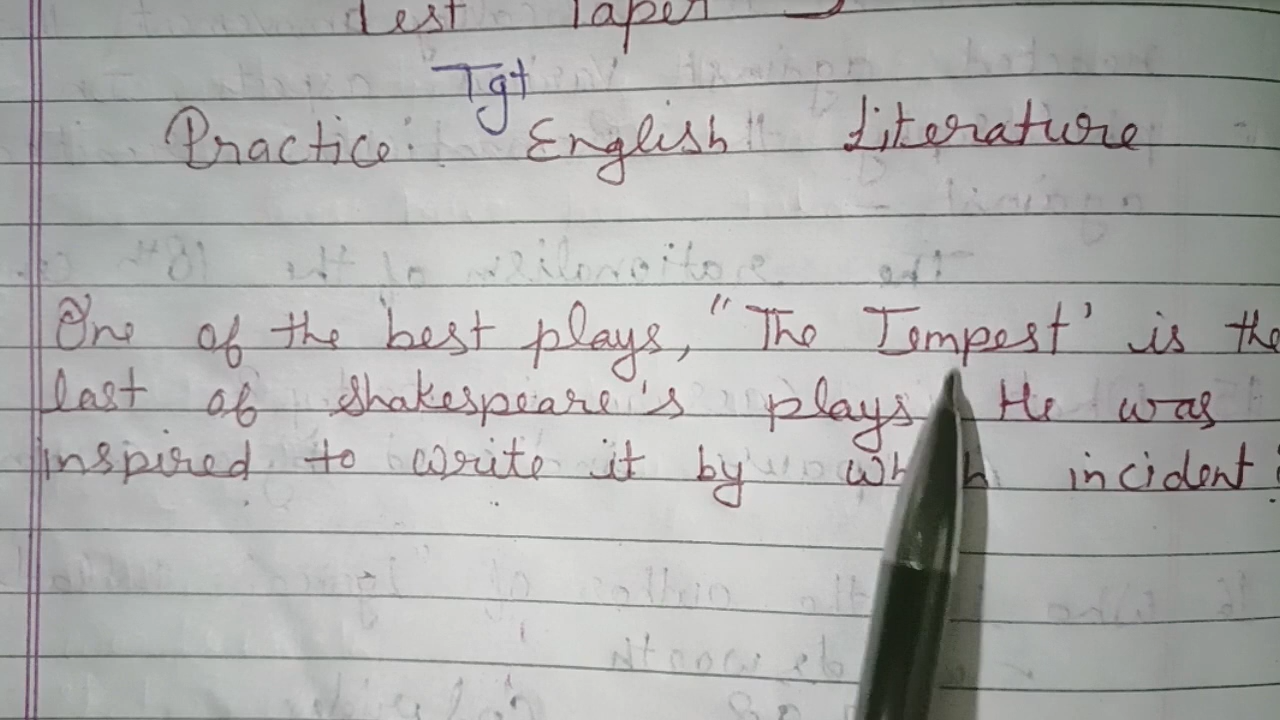 Test Paper
Tgt
Practice English Literature
One of the best plays, "The Tempest' is the
last of Shakespeare's plays He was
inspired to write it by incident